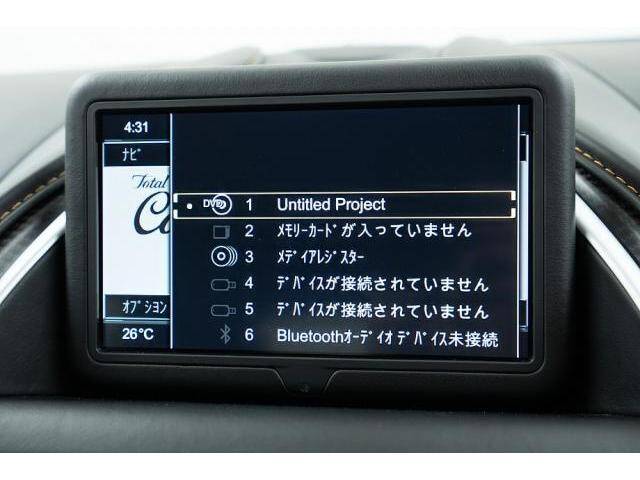 4:31
ﾅﾋﾞ
Total
DVD 1 Untitled Project
2 ﾒﾓﾘｰｶｰﾄﾞが入っていません
3 ﾒﾃﾞｨｱﾚｼﾞｽﾀｰ
4 ﾃﾞﾊﾞｲｽが接続されていません
5 ﾃﾞﾊﾞｲｽが接続されていません
ｵﾌﾟｼｮﾝ
26°C
6 Bluetoothｵｰﾃﾞｨｵ ﾃﾞﾊﾞｲｽ未接続